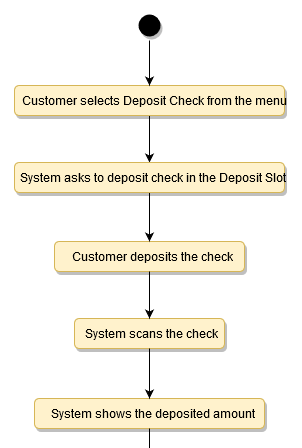 Customer selects Deposit Check from the menu
System asks to deposit check in the Deposit Slot
Customer deposits the check
System scans the check
System shows the deposited amount